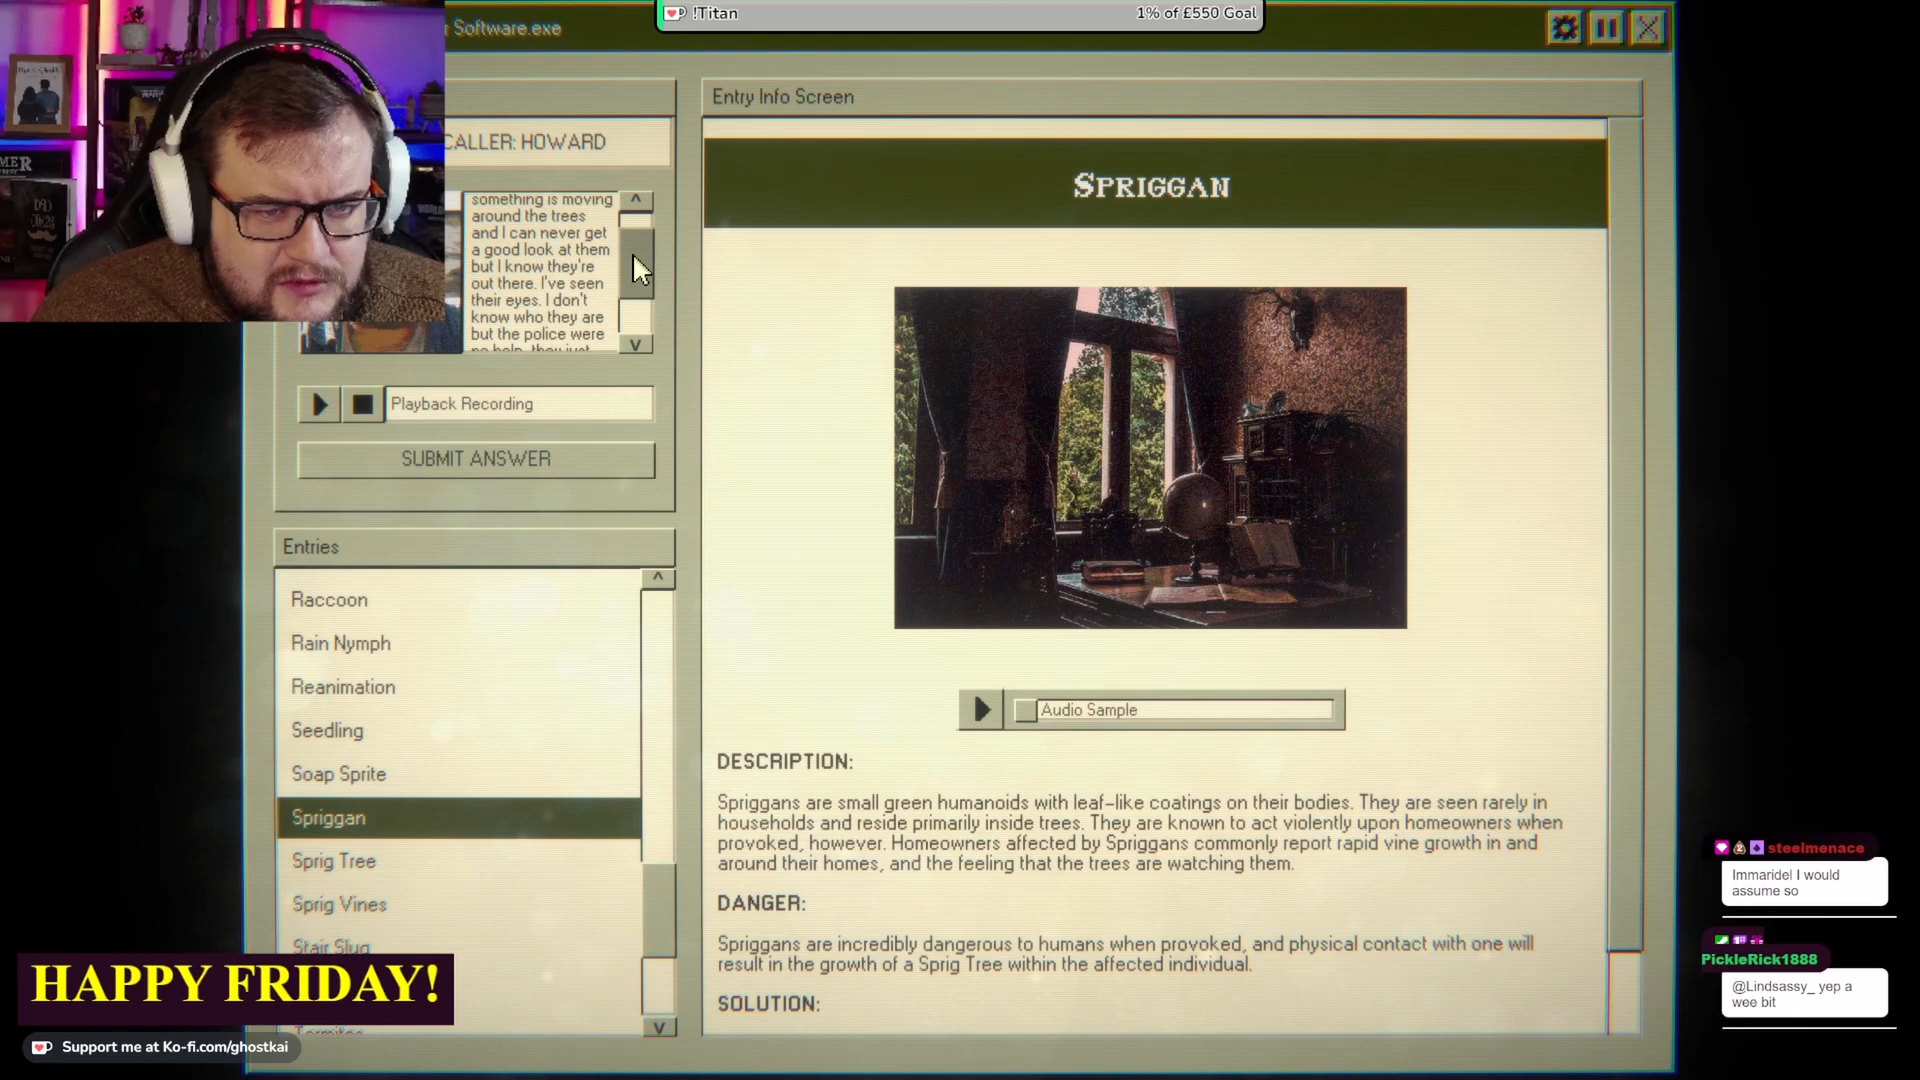 r Software.exe
!Titan
1% of £550 Goal
CALLER: HOWARD
something is moving
around the trees
and I can never get
a good look at them
but I know they're
out there. I've seen
their eyes. I don't
know who they are
but the police were
no help, they just
Playback Recording
SUBMIT ANSWER
Entries
Raccoon
Rain Nymph
Reanimation
Seedling
Soap Sprite
Spriggan
Sprig Tree
Sprig Vines
Stair Slug
Termites
Entry Info Screen
SPRIGGAN
Audio Sample
DESCRIPTION:
Spriggans are small green humanoids with leaf-like coatings on their bodies. They are seen rarely in
households and reside primarily inside trees. They are known to act violently upon homeowners when
provoked, however. Homeowners affected by Spriggans commonly report rapid vine growth in and
around their homes, and the feeling that the trees are watching them.
DANGER:
Spriggans are incredibly dangerous to humans when provoked, and physical contact with one will
result in the growth of a Sprig Tree within the affected individual.
SOLUTION:
HAPPY FRIDAY!
Support me at Ko-fi.com/ghostkai
steelmenace
Immaridel I would
assume so
PickleRick1888
@Lindsassy_ yep a
wee bit